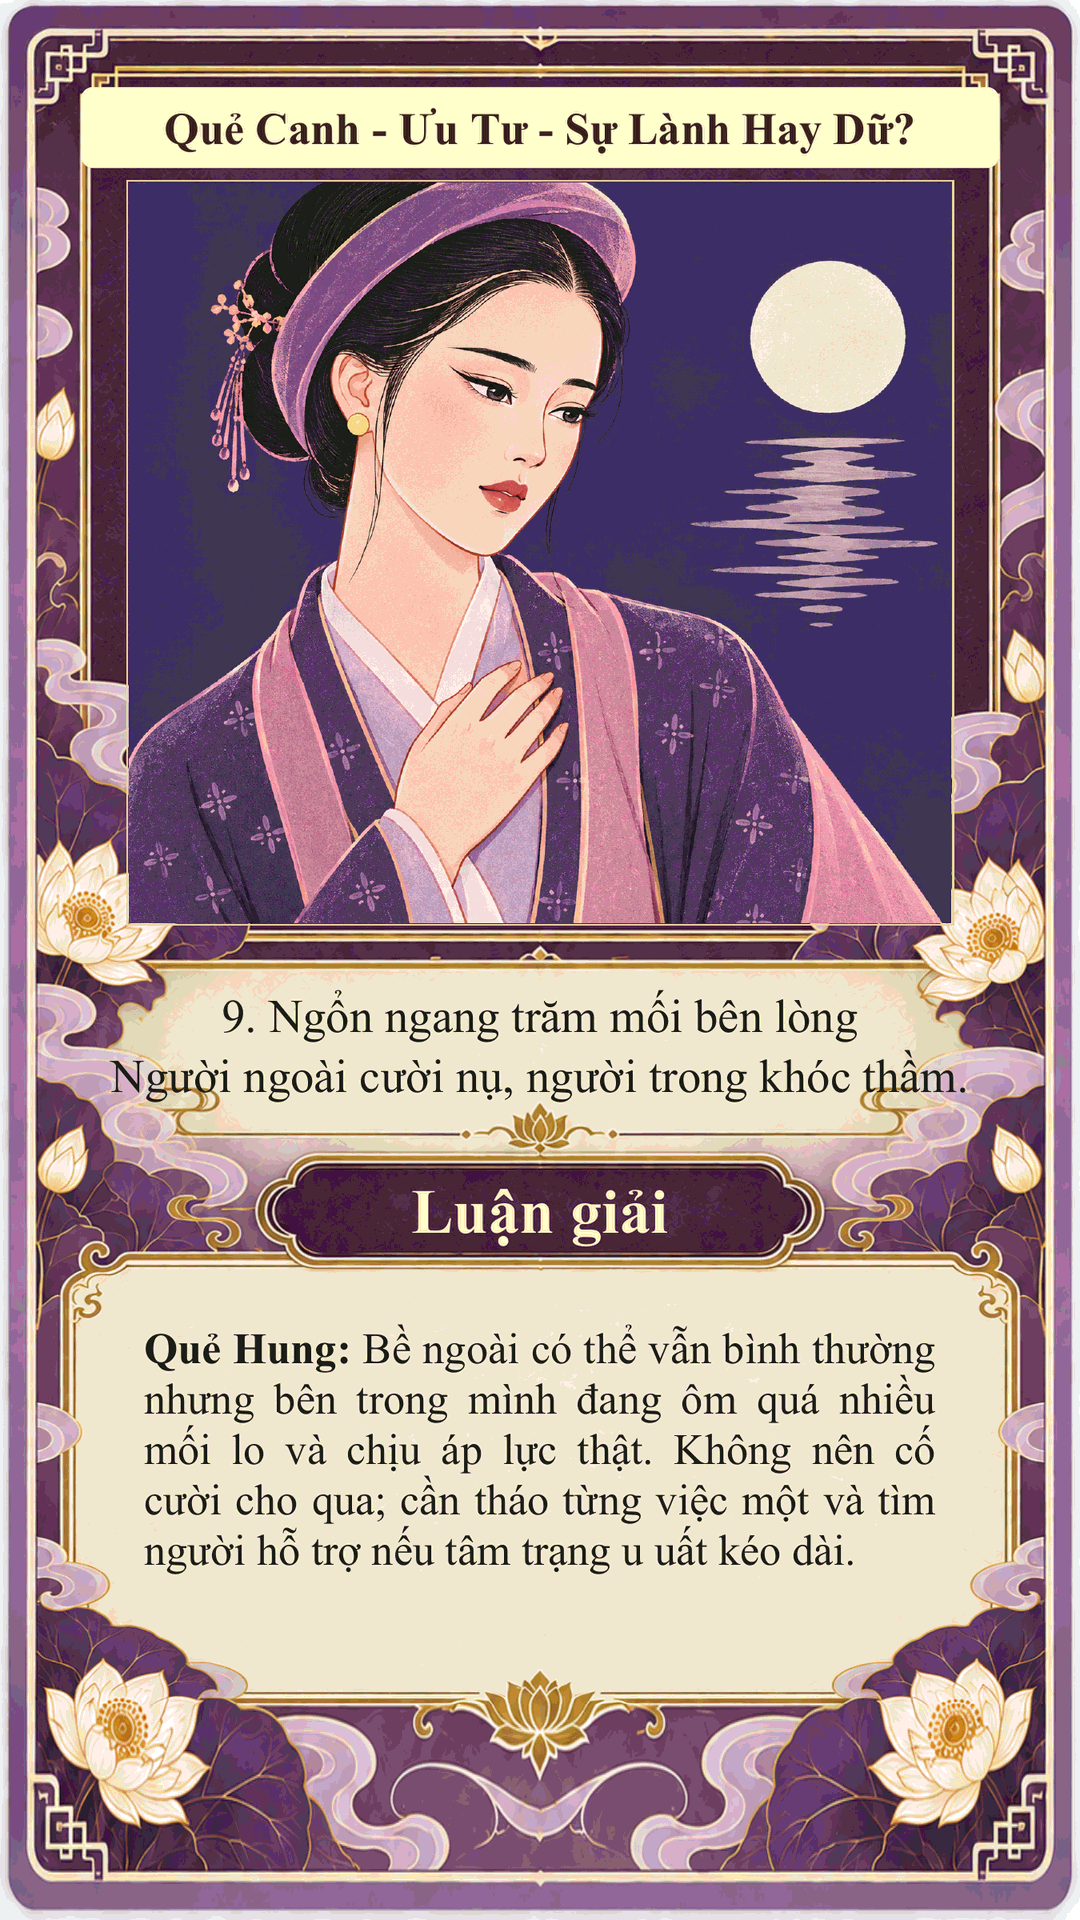 Quẻ Canh - Ưu Tư - Sự Lành Hay Dữ?
9. Ngổn ngang trăm mối bên lòng
Người ngoài cười nụ, người trong khóc thầm.
Luận giải
Quẻ Hung: Bề ngoài có thể vẫn bình thường
nhưng bên trong mình đang ôm quá nhiều
mối lo và chịu áp lực thật. Không nên cố
cười cho qua; cần tháo từng việc một và tìm
người hỗ trợ nếu tâm trạng u uất kéo dài.